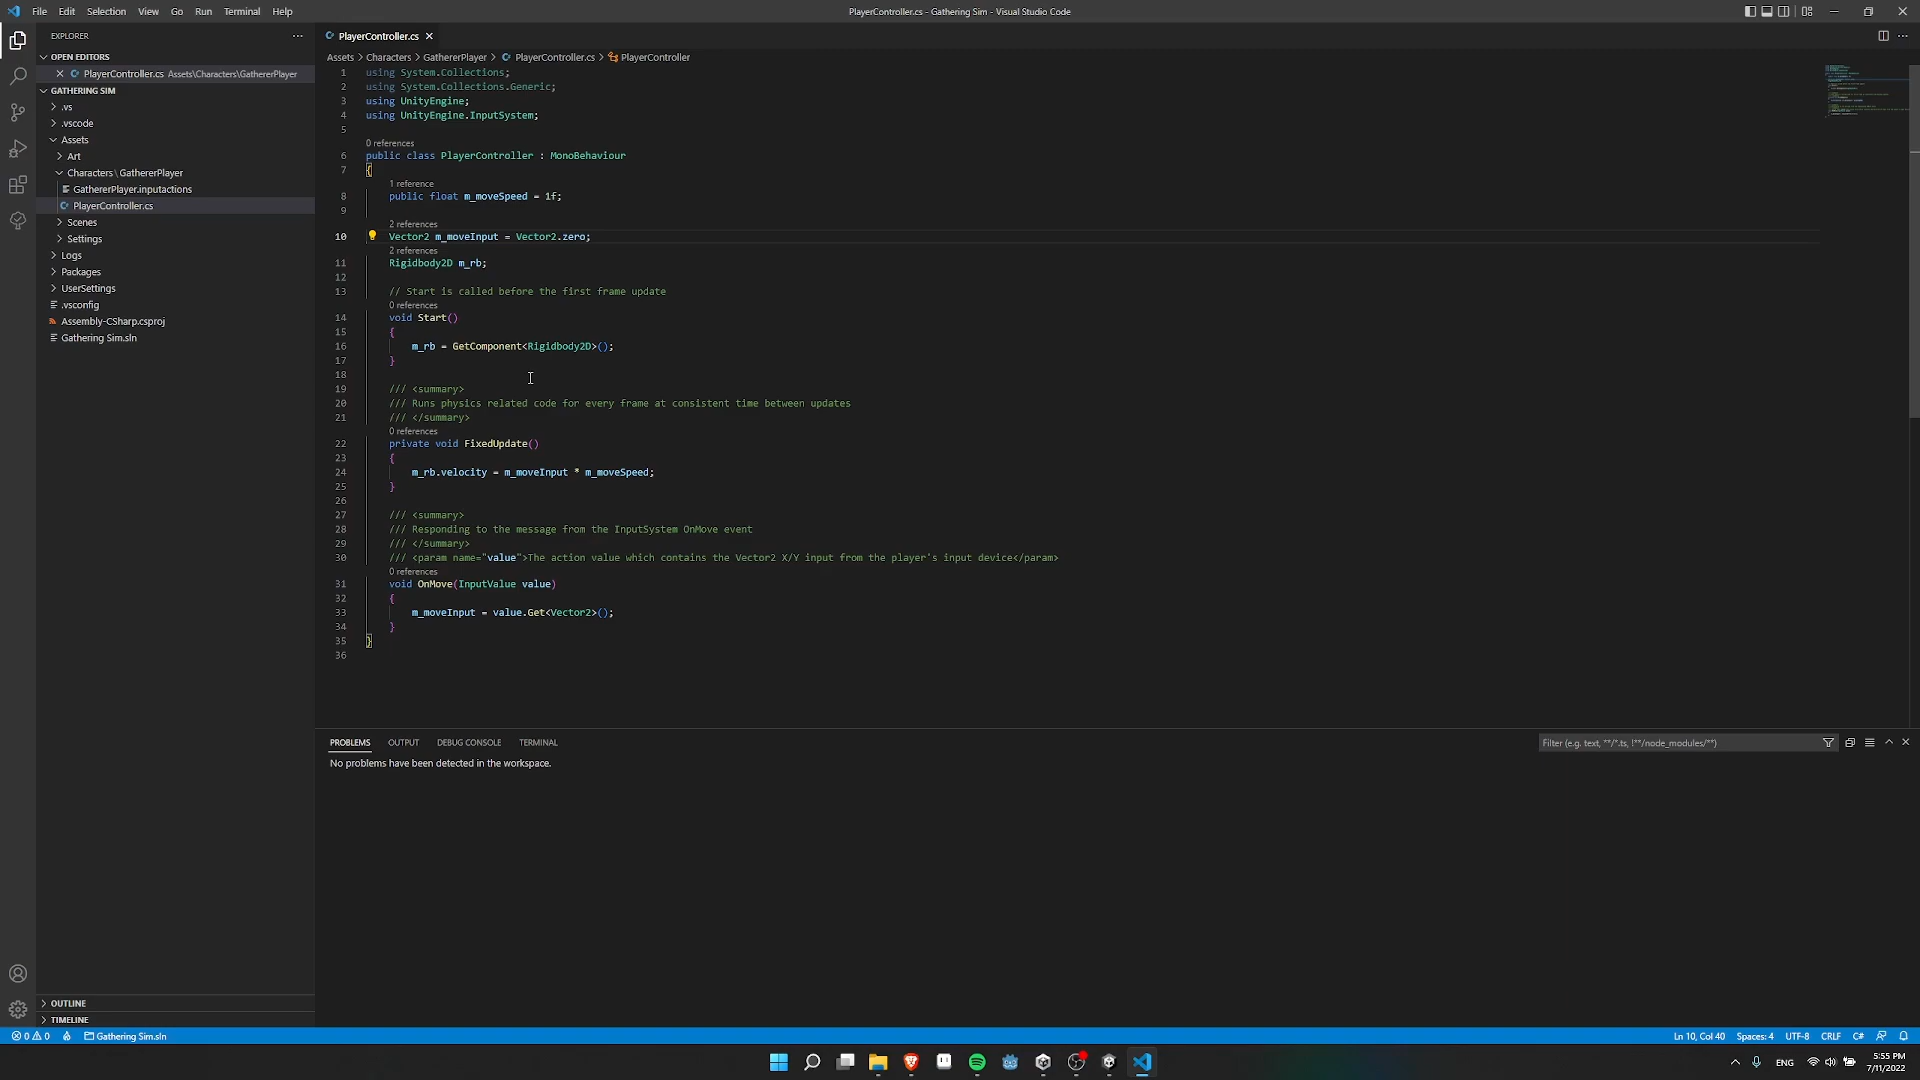 File Edit Selection View Go Run Terminal Help
PlayerController.cs - Gathering Sim - Visual Studio Code
EXPLORER
OPEN EDITORS
PlayerController.cs Assets\Characters\GathererPlayer
GATHERING SIM
.vs
.vscode
Assets
Art
Characters \ GathererPlayer
GathererPlayer.inputactions
PlayerController.cs
Scenes
Settings
Logs
Packages
UserSettings
.vsconfig
Assembly-CSharp.csproj
Gathering Sim.sln
OUTLINE
TIMELINE
PlayerController.cs
Assets > Characters > GathererPlayer > PlayerController.cs > PlayerController
1 using System.Collections;
2 using System.Collections.Generic;
3 using UnityEngine;
4 using UnityEngine.InputSystem;
5
0 references
6 public class PlayerController : MonoBehaviour
7 {
1 reference
8 public float m_moveSpeed = 1f;
9
2 references
10 Vector2 m_moveInput = Vector2.zero;
2 references
11 Rigidbody2D m_rb;
12
13 // Start is called before the first frame update
0 references
14 void Start()
15 {
16 m_rb = GetComponent<Rigidbody2D>();
17 }
18
19 /// <summary>
20 /// Runs physics related code for every frame at consistent time between updates
21 /// </summary>
0 references
22 private void FixedUpdate()
23 {
24 m_rb.velocity = m_moveInput * m_moveSpeed;
25 }
26
27 /// <summary>
28 /// Responding to the message from the InputSystem OnMove event
29 /// </summary>
30 /// <param name="value">The action value which contains the Vector2 X/Y input from the player's input device</param>
0 references
31 void OnMove(InputValue value)
32 {
33 m_moveInput = value.Get<Vector2>();
34 }
35 }
36
PROBLEMS OUTPUT DEBUG CONSOLE TERMINAL
Filter (e.g. text, **/*.ts, !**/node_modules/**)
No problems have been detected in the workspace.
0 0 Gathering Sim.sln
Ln 10, Col 40 Spaces: 4 UTF-8 CRLF C#
ENG
5:55 PM
7/11/2022